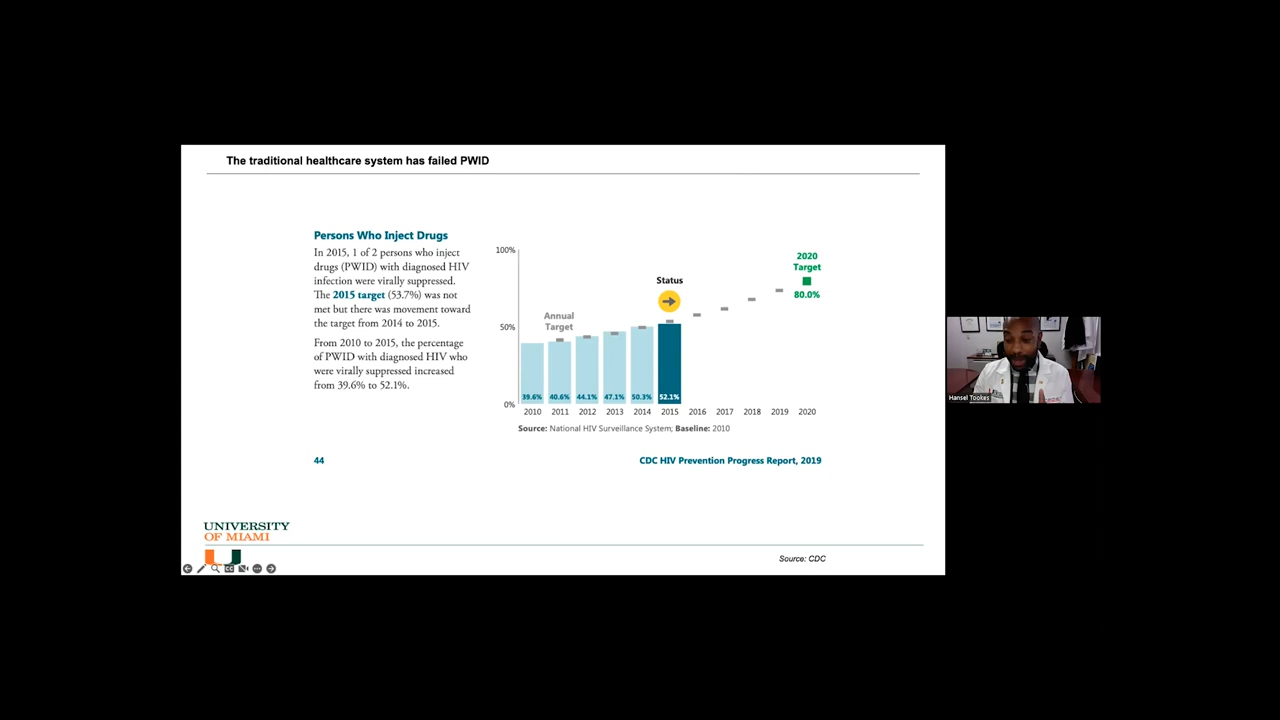 The traditional healthcare system has failed PWID
Persons Who Inject Drugs
In 2015, 1 of 2 persons who inject
drugs (PWID) with diagnosed HIV
infection were virally suppressed.
The 2015 target (53.7%) was not
met but there was movement toward
the target from 2014 to 2015.
From 2010 to 2015, the percentage
of PWID with diagnosed HIV who
were virally suppressed increased
from 39.6% to 52.1%.
100%
50%
0%
Annual
Target
Status
2020
Target
80.0%
39.6% 40.6% 44.1% 47.1% 50.3% 52.1%
2010 2011 2012 2013 2014 2015 2016 2017 2018 2019 2020
Source: National HIV Surveillance System; Baseline: 2010
44
CDC HIV Prevention Progress Report, 2019
UNIVERSITY
OF MIAMI
Source: CDC
CC
Hansel Tookes